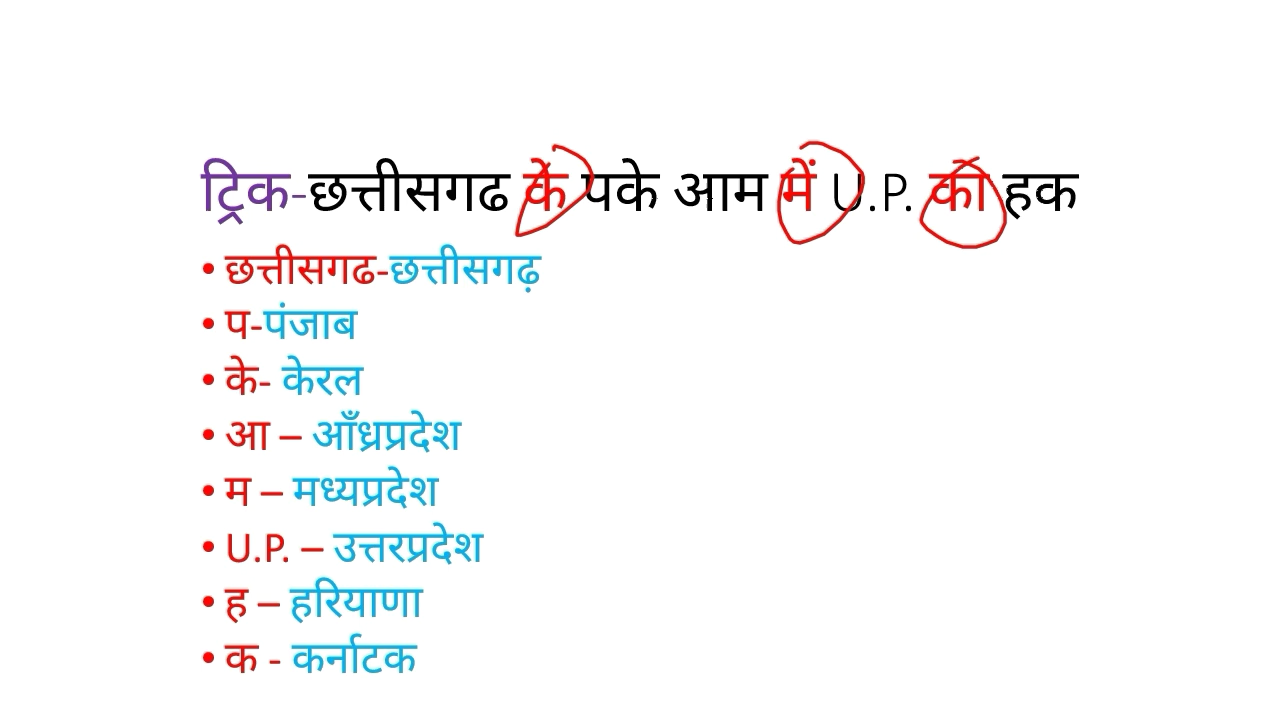 ट्रिक-छत्तीसगढ के पके आम में U.P. को हक
• छत्तीसगढ-छत्तीसगढ़
• प-पंजाब
• के- केरल
• आ – आँध्रप्रदेश
• म – मध्यप्रदेश
• U.P. – उत्तरप्रदेश
• ह – हरियाणा
• क - कर्नाटक